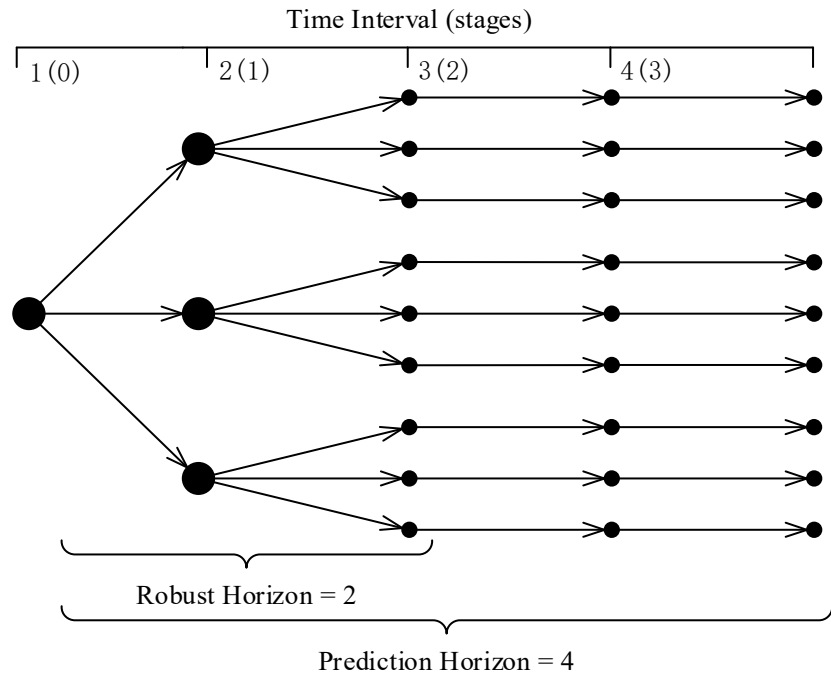 Time Interval (stages)
1(0) 2(1) 3(2) 4(3)
Robust Horizon = 2
Prediction Horizon = 4